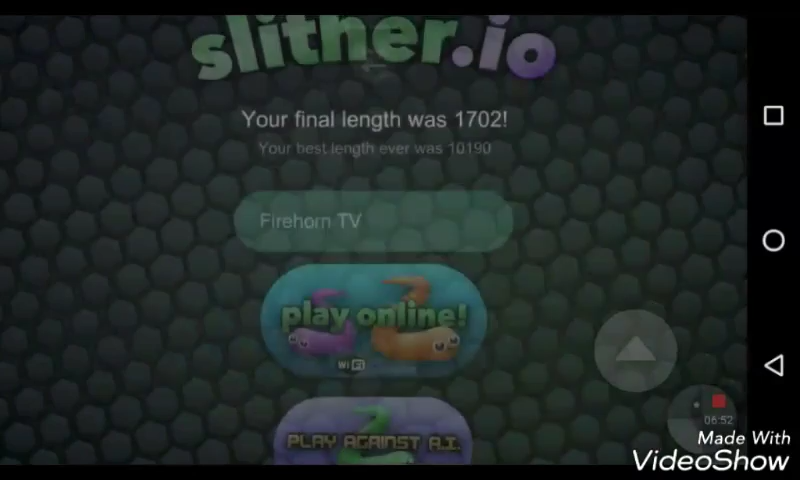 slither.io
Your final length was 1702!
Your best length ever was 10190
Firehorn TV
play online!
WiFi
PLAY AGAINST A.I.
06:52
Made With
VideoShow